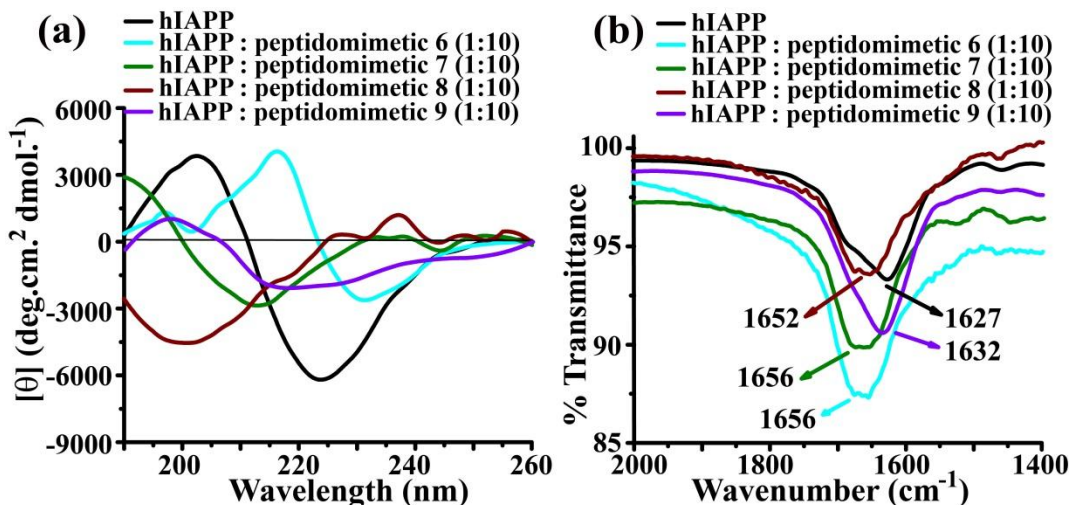 (a)
hIAPP
hIAPP : peptidomimetic 6 (1:10)
hIAPP : peptidomimetic 7 (1:10)
hIAPP : peptidomimetic 8 (1:10)
hIAPP : peptidomimetic 9 (1:10)
6000
3000
0
-3000
-6000
-9000
[θ] (deg.cm.² dmol.⁻¹)
200 220 240 260
Wavelength (nm)
(b)
hIAPP
hIAPP : peptidomimetic 6 (1:10)
hIAPP : peptidomimetic 7 (1:10)
hIAPP : peptidomimetic 8 (1:10)
hIAPP : peptidomimetic 9 (1:10)
100
95
90
85
% Transmittance
1652
1627
1632
1656
1656
2000 1800 1600 1400
Wavenumber (cm⁻¹)